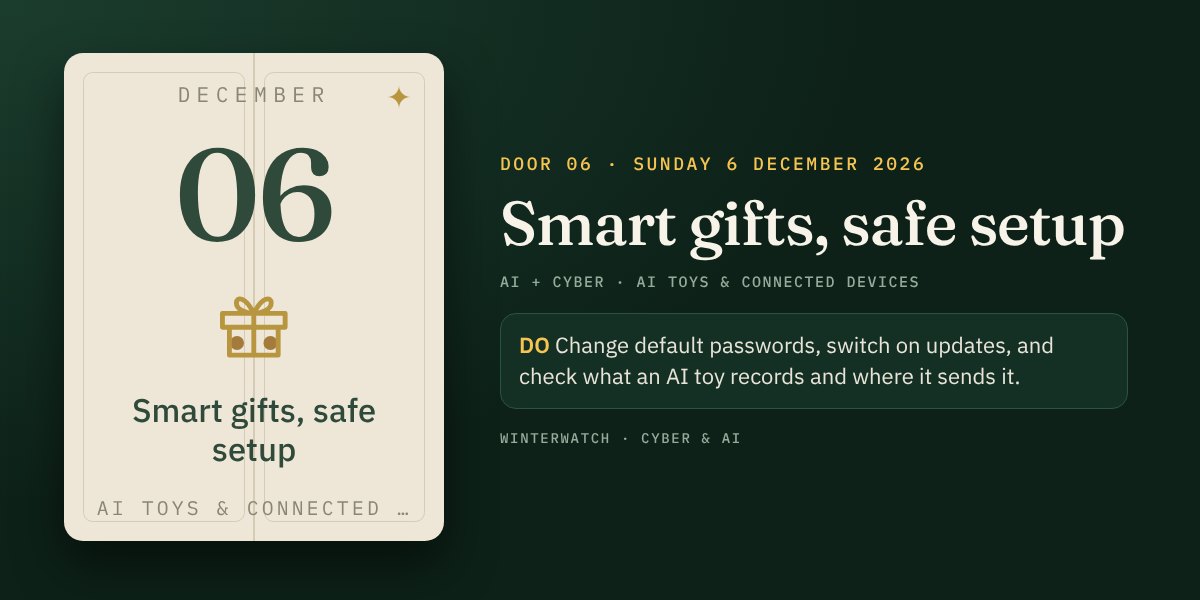 DECEMBER
06
Smart gifts, safe
setup
AI TOYS & CONNECTED …
DOOR 06 · SUNDAY 6 DECEMBER 2026
Smart gifts, safe setup
AI + CYBER · AI TOYS & CONNECTED DEVICES
DO Change default passwords, switch on updates, and
check what an AI toy records and where it sends it.
WINTERWATCH · CYBER & AI